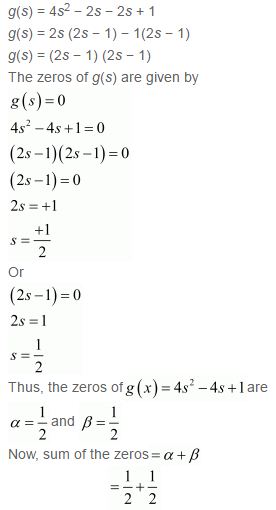 g(s) = 4s² − 2s − 2s + 1
g(s) = 2s (2s − 1) − 1(2s − 1)
g(s) = (2s − 1) (2s − 1)
The zeros of g(s) are given by
g(s)=0
4s²−4s+1=0
(2s−1)(2s−1)=0
(2s−1)=0
2s=+1
s=+1/2
Or
(2s−1)=0
2s=1
s=1/2
Thus, the zeros of g(x)=4s²−4s+1 are
α=1/2 and β=1/2
Now, sum of the zeros=α+β
=1/2+1/2